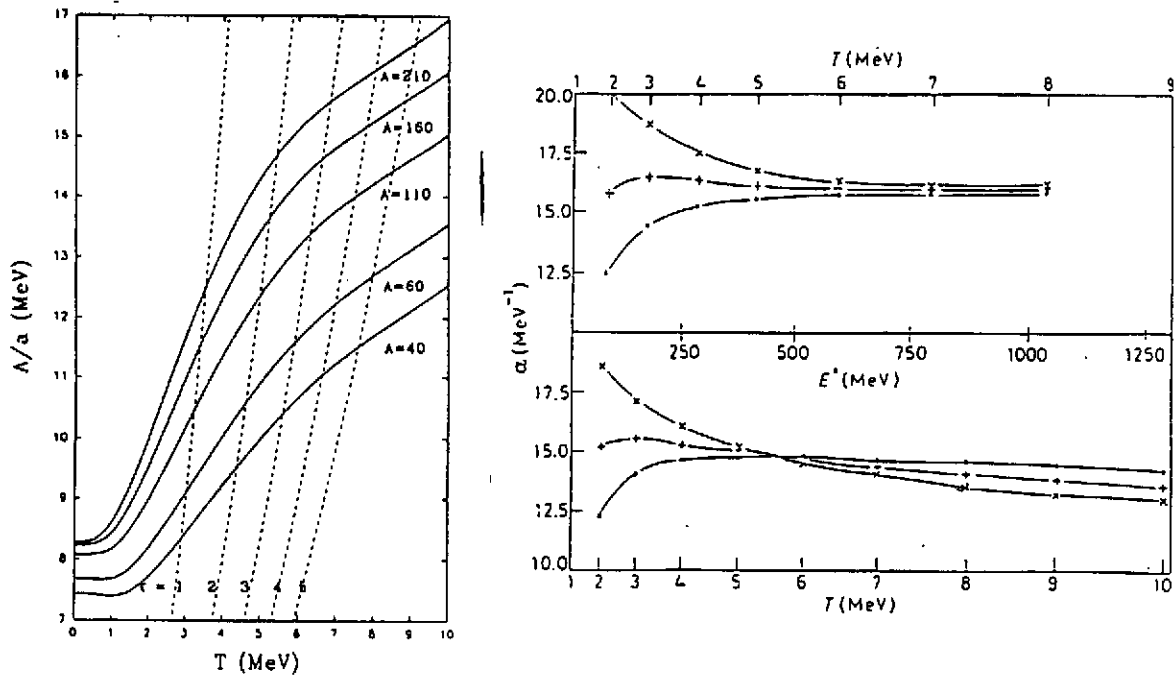 17
16
15
14
13
12
11
10
9
8
7
A/a (MeV)
A=210
A=160
A=110
A=60
A=40
τ = 1 2 3 4 5
0 1 2 3 4 5 6 7 8 9 10
T (MeV)
T (MeV)
1 2 3 4 5 6 7 8 9
20.0
17.5
15.0
12.5
α (MeV⁻¹)
250 500 750 1000 1250
E* (MeV)
17.5
15.0
12.5
10.0
1 2 3 4 5 6 7 8 9 10
T (MeV)